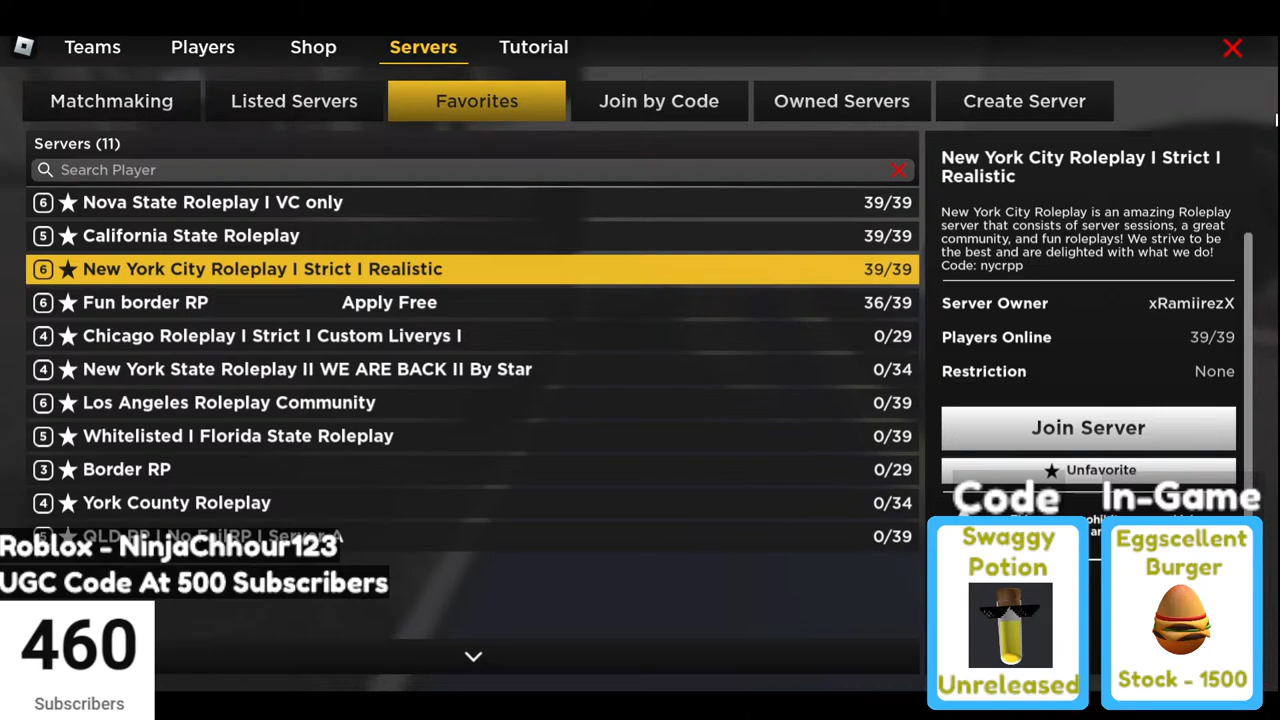 Teams Players Shop Servers Tutorial
Matchmaking Listed Servers Favorites Join by Code Owned Servers Create Server
Servers (11)
Search Player
6 Nova State Roleplay I VC only 39/39
5 California State Roleplay 39/39
6 New York City Roleplay I Strict I Realistic 39/39
6 Fun border RP Apply Free 36/39
4 Chicago Roleplay I Strict I Custom Liverys I 0/29
4 New York State Roleplay II WE ARE BACK II By Star 0/34
6 Los Angeles Roleplay Community 0/39
5 Whitelisted I Florida State Roleplay 0/39
3 Border RP 0/29
4 York County Roleplay 0/34
QLD RP I No FailRP I Server A 0/39
New York City Roleplay I Strict I
Realistic
New York City Roleplay is an amazing Roleplay
server that consists of server sessions, a great
community, and fun roleplays! We strive to be
the best and are delighted with what we do!
Code: nycrpp
Server Owner xRamiirezX
Players Online 39/39
Restriction None
Join Server
Unfavorite
Roblox - NinjaChhour123
UGC Code At 500 Subscribers
460
Subscribers
Code
Swaggy
Potion
Unreleased
In-Game
Eggscellent
Burger
Stock - 1500